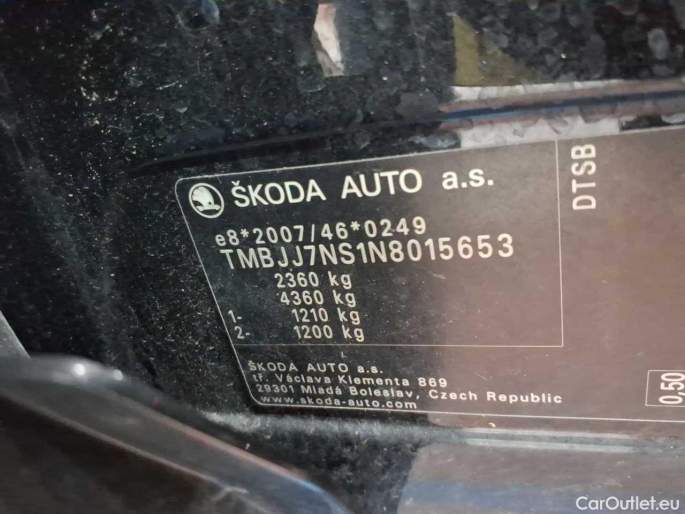 ŠKODA AUTO a.s.
e8*2007/46*0249
TMBJJ7NS1N8015653
2360 kg
4360 kg
1- 1210 kg
2- 1200 kg
L
ŠKODA AUTO a.s.
tř. Václava Klementa 869
29301 Mladá Boleslav, Czech Republic
www.skoda-auto.com
DTSB
0,50
CarOutlet.eu